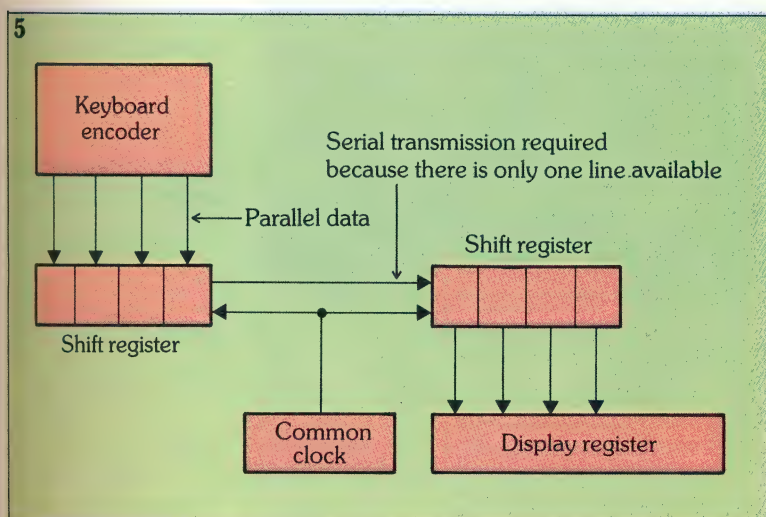 5
Keyboard
encoder
Serial transmission required
because there is only one line available
Parallel data
Shift register
Shift register
Common
clock
Display register